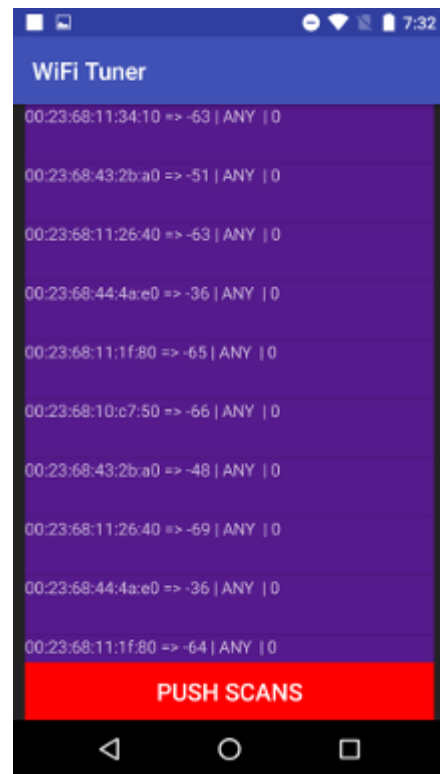 7:32
WiFi Tuner
00:23:68:11:34:10 => -63 | ANY | 0
00:23:68:43:2b:a0 => -51 | ANY | 0
00:23:68:11:26:40 => -63 | ANY | 0
00:23:68:44:4a:e0 => -36 | ANY | 0
00:23:68:11:1f:80 => -65 | ANY | 0
00:23:68:10:c7:50 => -66 | ANY | 0
00:23:68:43:2b:a0 => -48 | ANY | 0
00:23:68:11:26:40 => -69 | ANY | 0
00:23:68:44:4a:e0 => -36 | ANY | 0
00:23:68:11:1f:80 => -64 | ANY | 0
PUSH SCANS